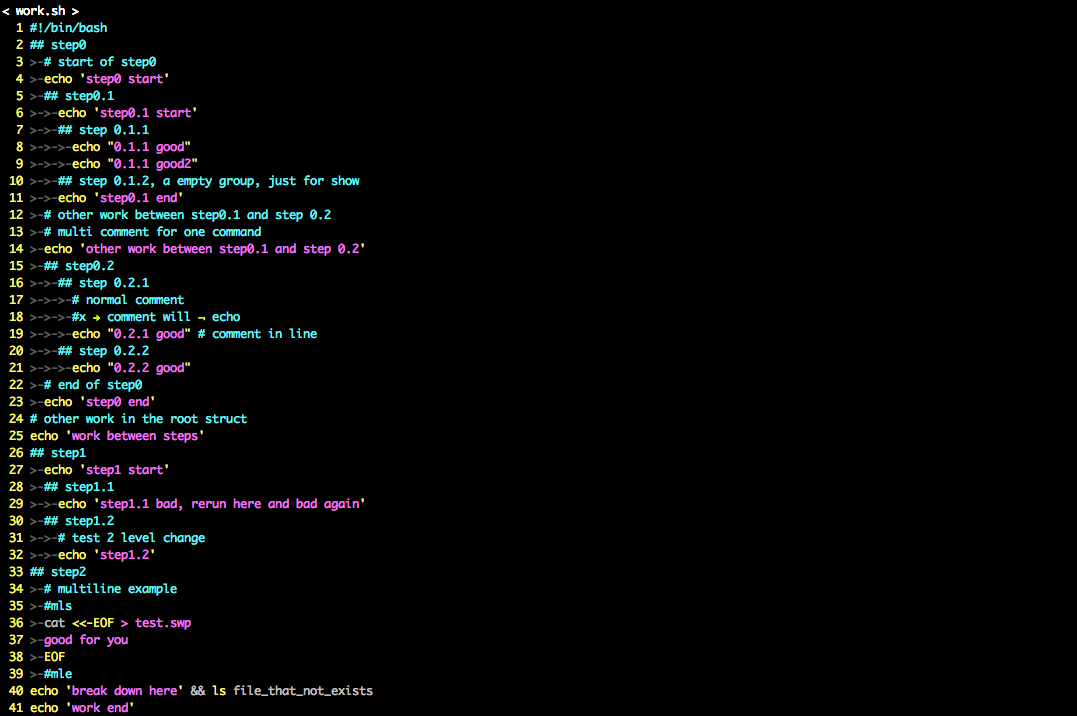 < work.sh >
1 #!/bin/bash
2 ## step0
3 >-# start of step0
4 >-echo 'step0 start'
5 >-## step0.1
6 >->-echo 'step0.1 start'
7 >->-## step 0.1.1
8 >->->-echo "0.1.1 good"
9 >->->-echo "0.1.1 good2"
10 >->-## step 0.1.2, a empty group, just for show
11 >->-echo 'step0.1 end'
12 >-# other work between step0.1 and step 0.2
13 >-# multi comment for one command
14 >-echo 'other work between step0.1 and step 0.2'
15 >-## step0.2
16 >->-## step 0.2.1
17 >->->-# normal comment
18 >->->-#x → comment will ¬ echo
19 >->->-echo "0.2.1 good" # comment in line
20 >->-## step 0.2.2
21 >->->-echo "0.2.2 good"
22 >-# end of step0
23 >-echo 'step0 end'
24 # other work in the root struct
25 echo 'work between steps'
26 ## step1
27 >-echo 'step1 start'
28 >-## step1.1
29 >->-echo 'step1.1 bad, rerun here and bad again'
30 >-## step1.2
31 >->-# test 2 level change
32 >->-echo 'step1.2'
33 ## step2
34 >-# multiline example
35 >-#mls
36 >-cat <<-EOF > test.swp
37 >-good for you
38 >-EOF
39 >-#mle
40 echo 'break down here' && ls file_that_not_exists
41 echo 'work end'